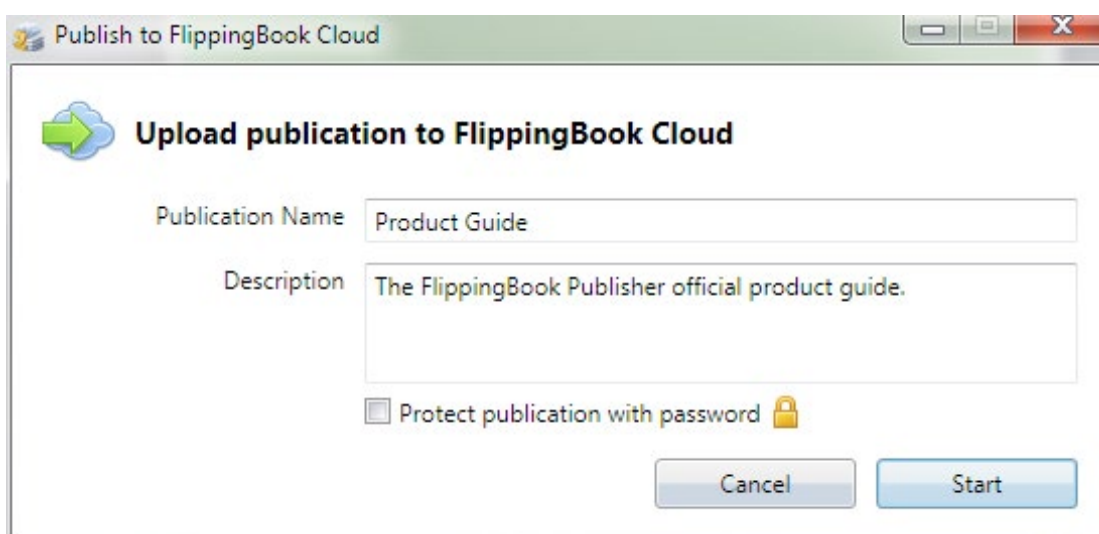 Publish to FlippingBook Cloud
Upload publication to FlippingBook Cloud
Publication Name Product Guide
Description The FlippingBook Publisher official product guide.
Protect publication with password
Cancel Start